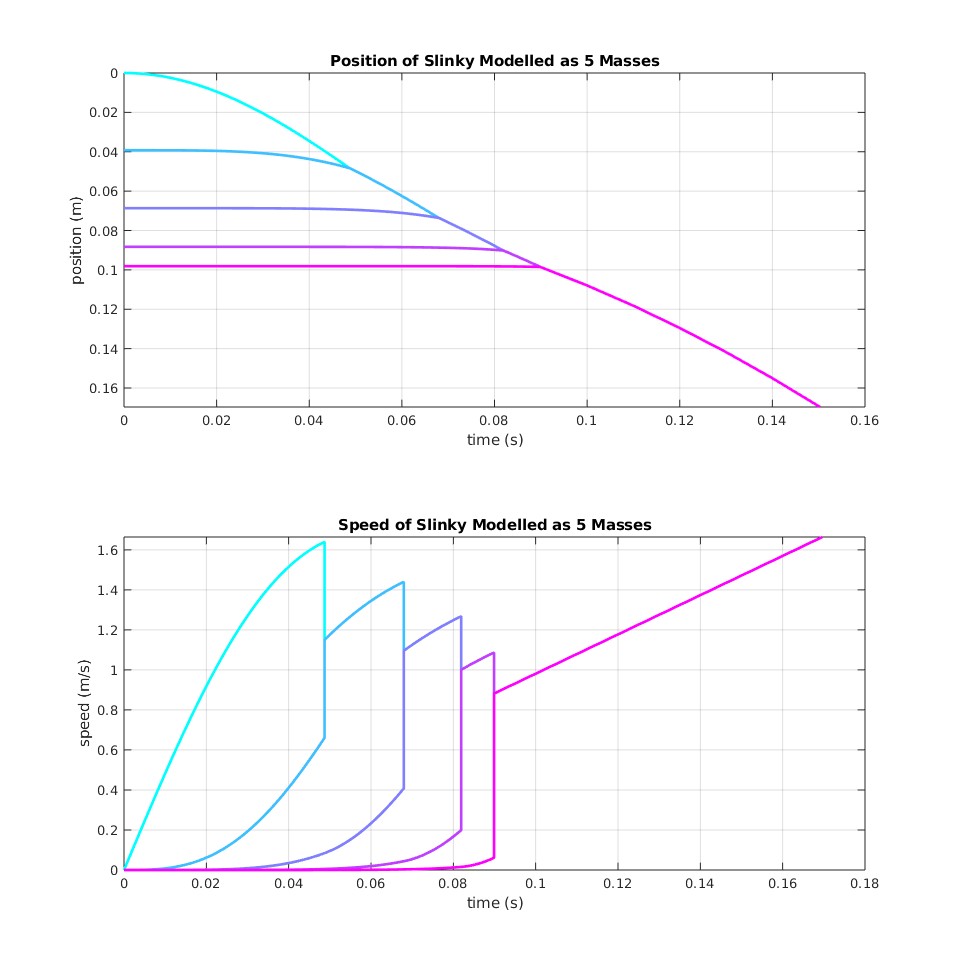 Position of Slinky Modelled as 5 Masses
0
0.02
0.04
0.06
0.08
0.1
0.12
0.14
0.16
position (m)
0 0.02 0.04 0.06 0.08 0.1 0.12 0.14 0.16
time (s)
Speed of Slinky Modelled as 5 Masses
1.6
1.4
1.2
1
0.8
0.6
0.4
0.2
0
speed (m/s)
0 0.02 0.04 0.06 0.08 0.1 0.12 0.14 0.16 0.18
time (s)